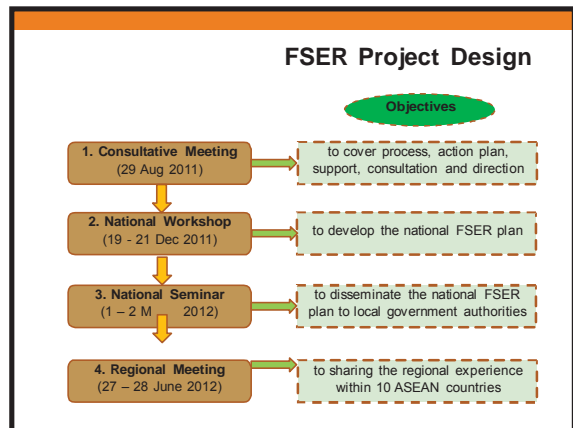 FSER Project Design
Objectives
1. Consultative Meeting
(29 Aug 2011)
to cover process, action plan,
support, consultation and direction
2. National Workshop
(19 - 21 Dec 2011)
to develop the national FSER plan
3. National Seminar
(1 – 2 M 2012)
to disseminate the national FSER
plan to local government authorities
4. Regional Meeting
(27 – 28 June 2012)
to sharing the regional experience
within 10 ASEAN countries